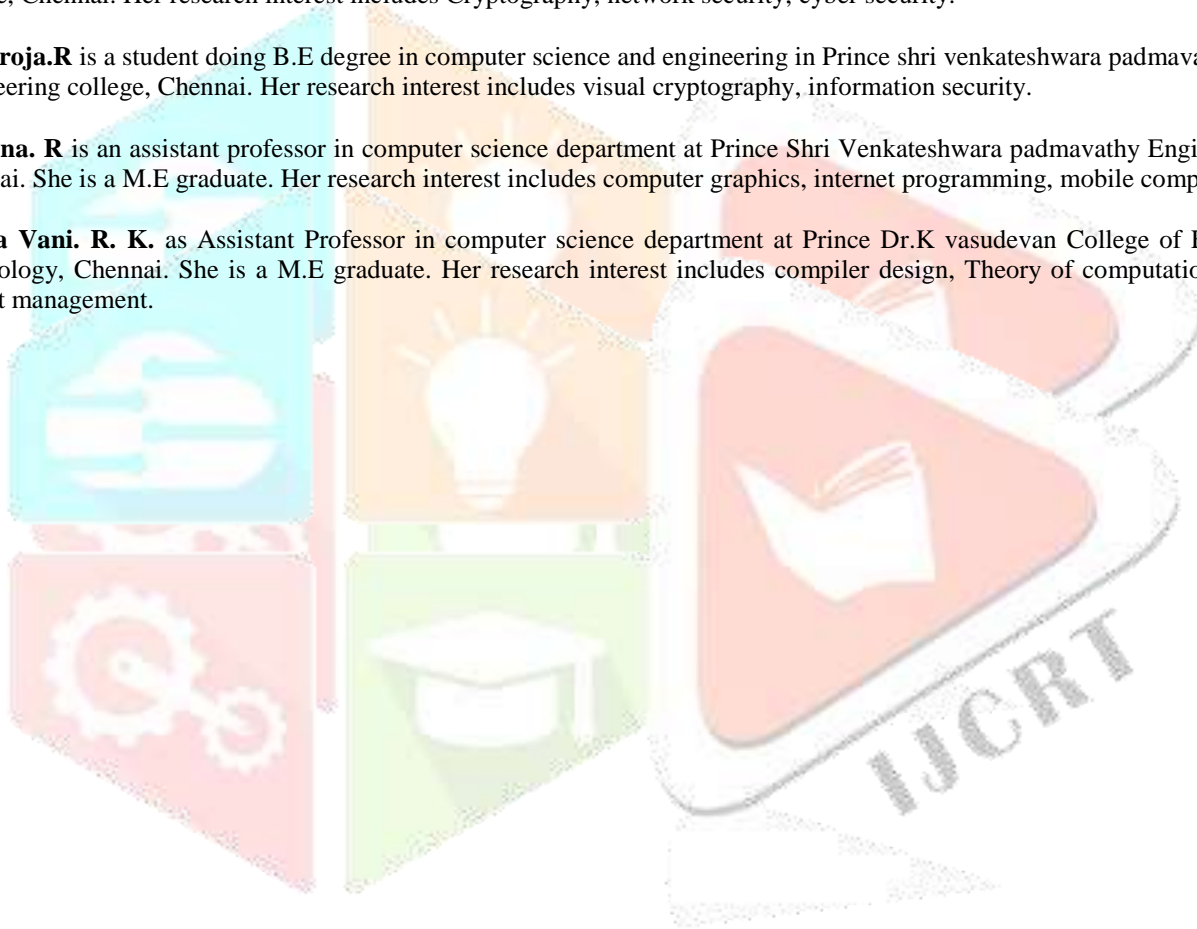 e, Chennai. Her research interest includes Cryptography, network security, cyber security.
roja.R is a student doing B.E degree in computer science and engineering in Prince shri venkateshwara padmava
eering college, Chennai. Her research interest includes visual cryptography, information security.
na. R is an assistant professor in computer science department at Prince Shri Venkateshwara padmavathy Engi
ai. She is a M.E graduate. Her research interest includes computer graphics, internet programming, mobile comp
a Vani. R. K. as Assistant Professor in computer science department at Prince Dr.K vasudevan College of E
ology, Chennai. She is a M.E graduate. Her research interest includes compiler design, Theory of computatio
t management.
IJCRT